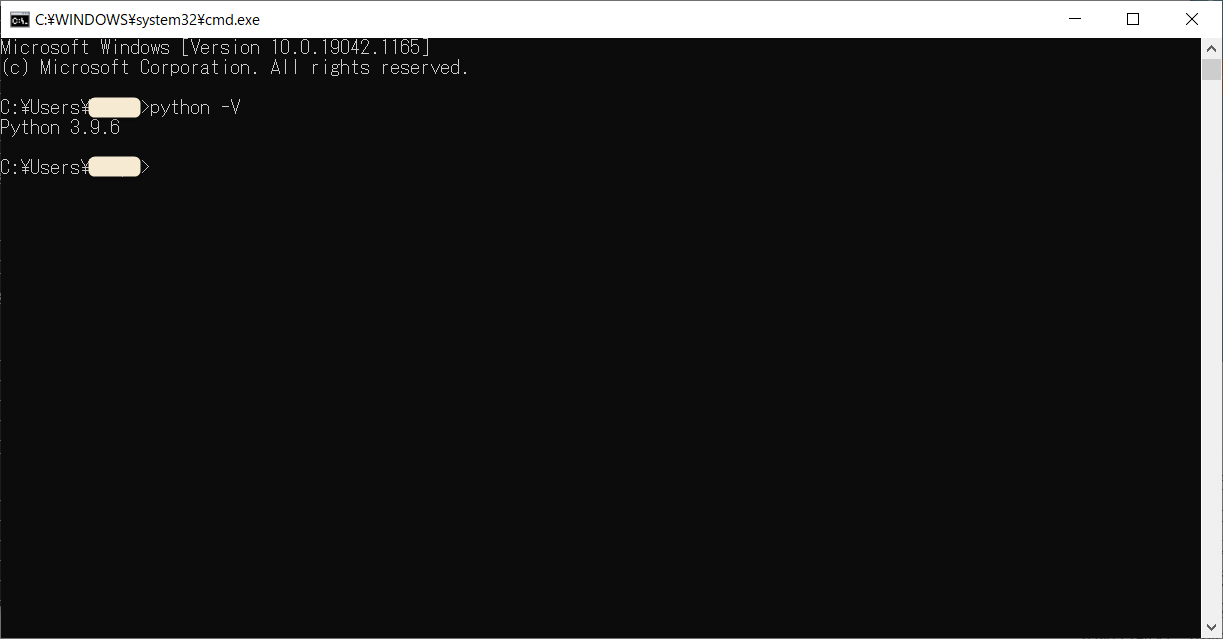 C:¥WINDOWS¥system32¥cmd.exe
Microsoft Windows [Version 10.0.19042.1165]
(c) Microsoft Corporation. All rights reserved.
C:¥Users¥>python -V
Python 3.9.6
C:¥Users¥>